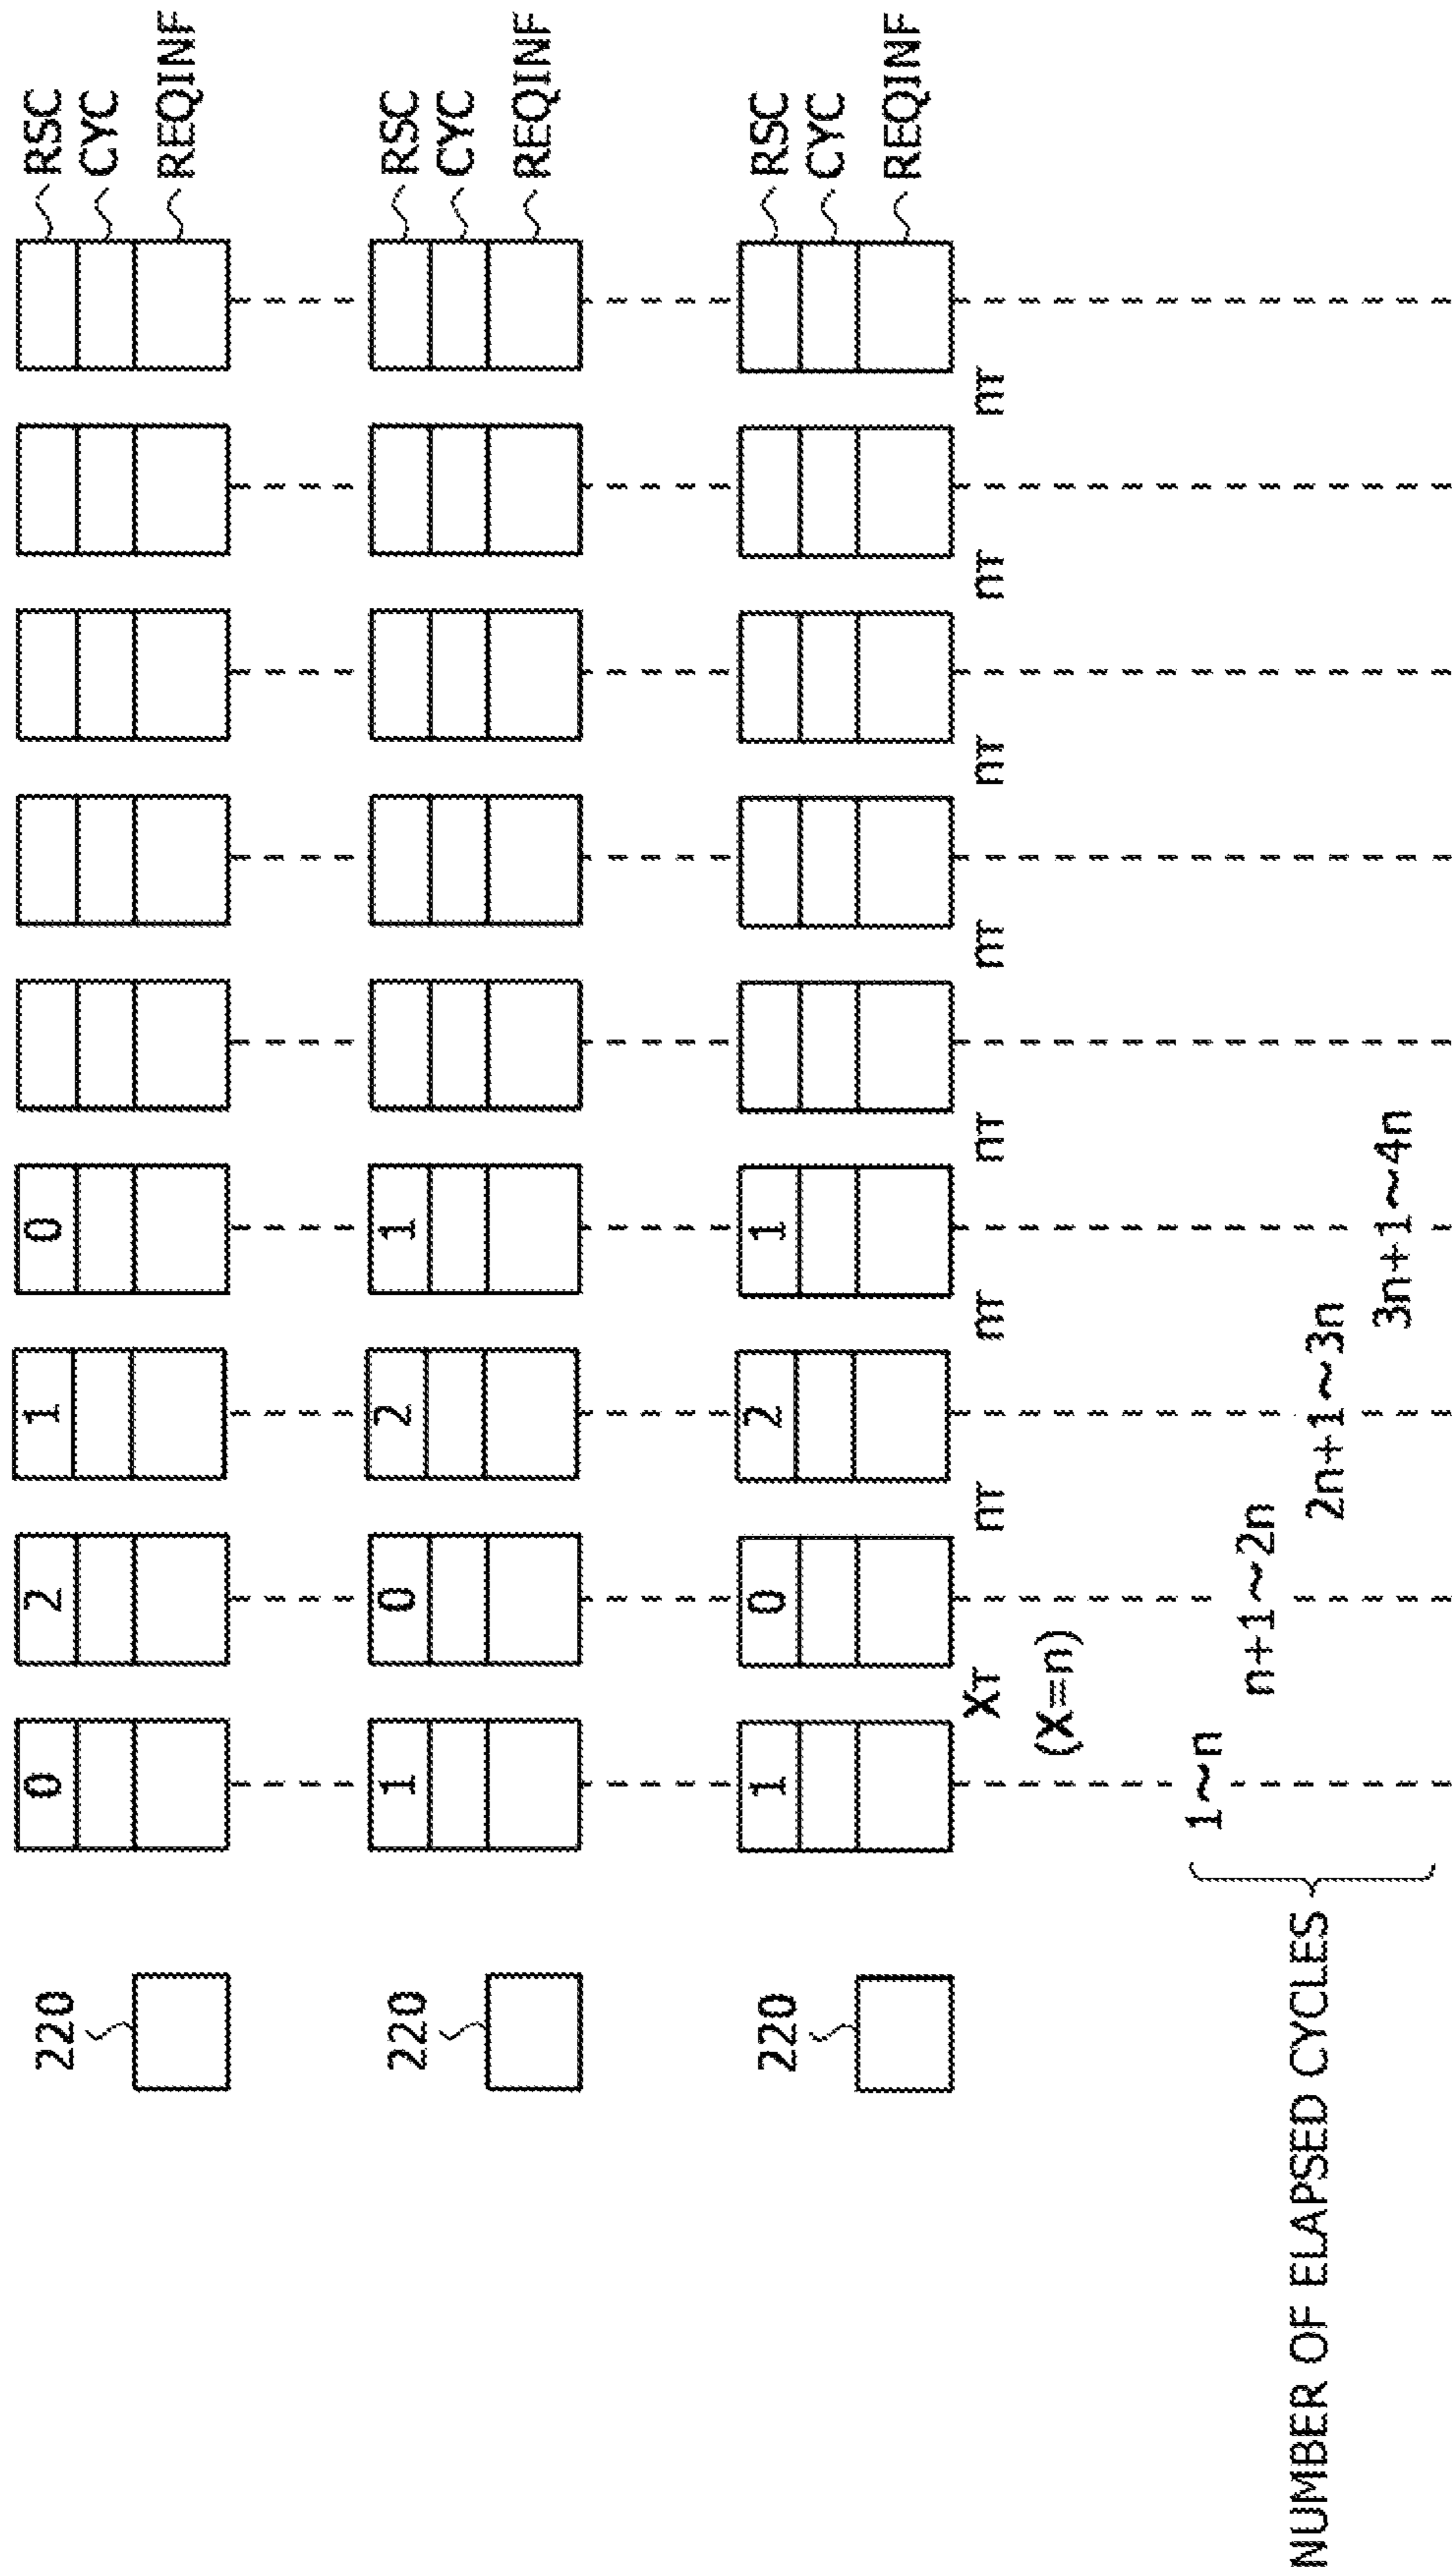 220
0
2
1
0
RSC
CYC
REQINF
220
1
0
2
1
RSC
CYC
REQINF
220
1
0
2
1
RSC
CYC
REQINF
XT nT nT nT nT nT nT nT
(X=n)
1~n
n+1~2n
2n+1~3n
3n+1~4n
NUMBER OF ELAPSED CYCLES